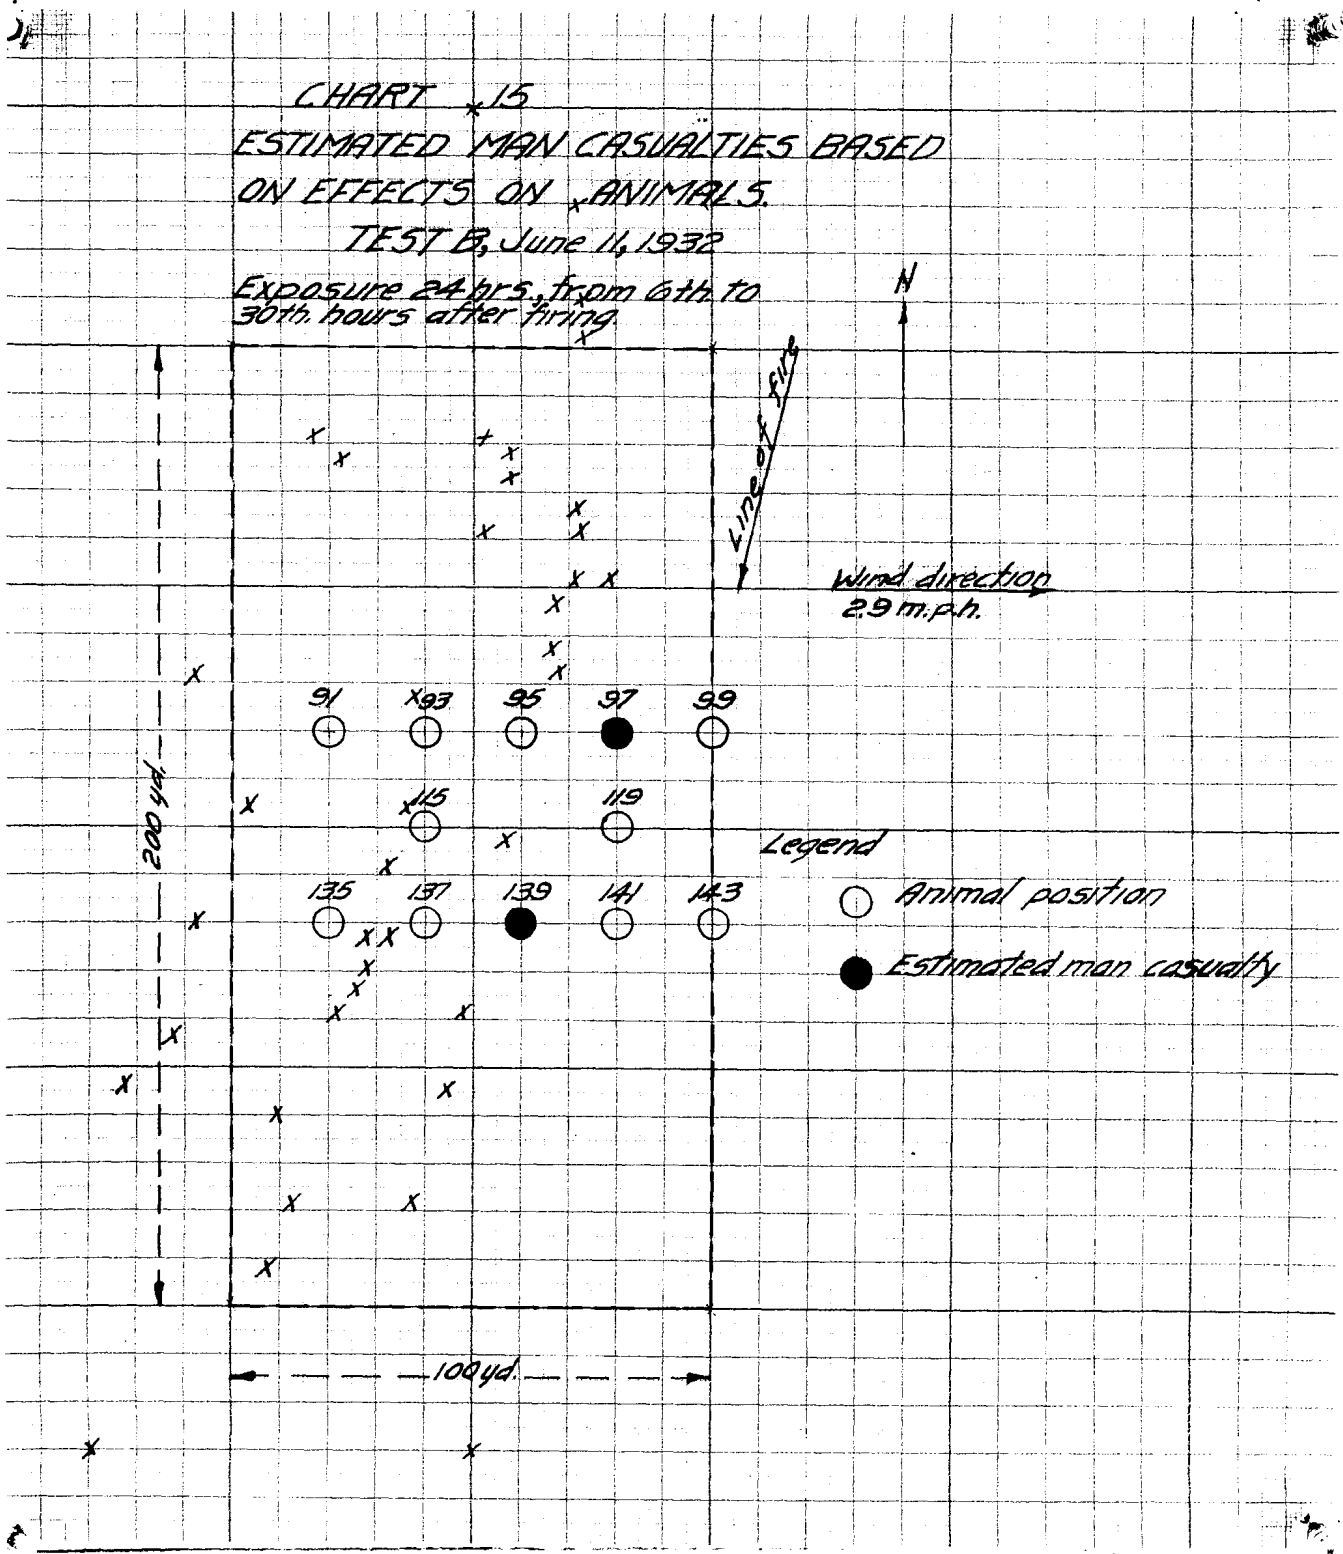 CHART 15
ESTIMATED MAN CASUALTIES BASED
ON EFFECTS ON ANIMALS.
TEST B, June 11, 1932
Exposure 24 hrs, from 6th to
30th hours after firing
N
Line of fire
Wind direction
2.9 m.p.h.
200 yd.
91 93 95 97 99
115 119
135 137 139 141 143
Legend
Animal position
Estimated man casualty
100 yd.